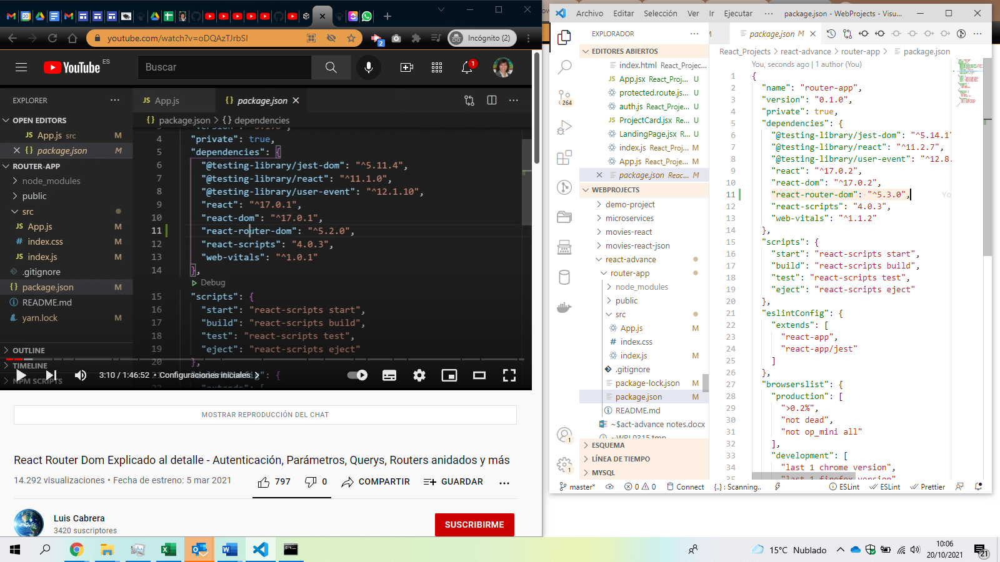 youtube.com/watch?v=oDQAzTJrbSI
2
Incógnito (2)
YouTube ES
Buscar
1
EXPLORER
App.js
package.json
OPEN EDITORS
App.js src M
package.json M
ROUTER-APP
node_modules
public
src
App.js M
index.css M
index.js M
.gitignore
package.json M
README.md
yarn.lock M
OUTLINE
TIMELINE
NPM SCRIPTS
package.json > {} dependencies
4 "private": true,
5 "dependencies": {
6 "@testing-library/jest-dom": "^5.11.4",
7 "@testing-library/react": "^11.1.0",
8 "@testing-library/user-event": "^12.1.10",
9 "react": "^17.0.1",
10 "react-dom": "^17.0.1",
11 "react-router-dom": "^5.2.0",
12 "react-scripts": "4.0.3",
13 "web-vitals": "^1.0.1"
14 },
Debug
15 "scripts": {
16 "start": "react-scripts start",
17 "build": "react-scripts build",
18 "test": "react-scripts test",
19 "eject": "react-scripts eject"
20 },
3:10 / 1:46:52 • Configuraciones iniciales >
MOSTRAR REPRODUCCIÓN DEL CHAT
React Router Dom Explicado al detalle - Autenticación, Parámetros, Querys, Routers anidados y más
14.292 visualizaciones • Fecha de estreno: 5 mar 2021
797 0 COMPARTIR GUARDAR ...
Luis Cabrera
3420 suscriptores
SUSCRIBIRME
Archivo Editar Selección Ver Ir Ejecutar ... package.json - WebProjects - Visu...
EXPLORADOR
package.json M
EDITORES ABIERTOS
index.html React_Projec...
App.jsx React_Proj... U
protected.route.js... U
auth.js React_Proje... U
ProjectCard.jsx React_... U
LandingPage.jsx React_... U
index.js React_Proj... M
App.js React_Proje... M
package.json Reac... M
264
WEBPROJECTS
demo-project
microservices
movies-react
movies-react-json
react-advance
router-app
node_modules
public
src
App.js M
index.css
index.js M
.gitignore
package-lock.json M
package.json M
README.md
~$act-advance notes.docx
~WRL0315.tmp
ESQUEMA
LÍNEA DE TIEMPO
MYSQL
1
1
React_Projects > react-advance > router-app > package.json
You, seconds ago | 1 author (You)
1 {
2 "name": "router-app",
3 "version": "0.1.0",
4 "private": true,
5 "dependencies": {
6 "@testing-library/jest-dom": "^5.14.1"
7 "@testing-library/react": "^11.2.7",
8 "@testing-library/user-event": "^12.8.
9 "react": "^17.0.2",
10 "react-dom": "^17.0.2",
11 "react-router-dom": "^5.3.0", Yo
12 "react-scripts": "4.0.3",
13 "web-vitals": "^1.1.2"
14 },
15 "scripts": {
16 "start": "react-scripts start",
17 "build": "react-scripts build",
18 "test": "react-scripts test",
19 "eject": "react-scripts eject"
20 },
21 "eslintConfig": {
22 "extends": [
23 "react-app",
24 "react-app/jest"
25 ]
26 },
27 "browserslist": {
28 "production": [
29 ">0.2%",
30 "not dead",
31 "not op_mini all"
32 ],
33 "development": [
34 "last 1 chrome version",
35 "last 1 firefox version"
master* 0 0 Connect {..} : Scanning.. ESLint ESLint Prettier
15°C Nublado
10:06
20/10/2021
21